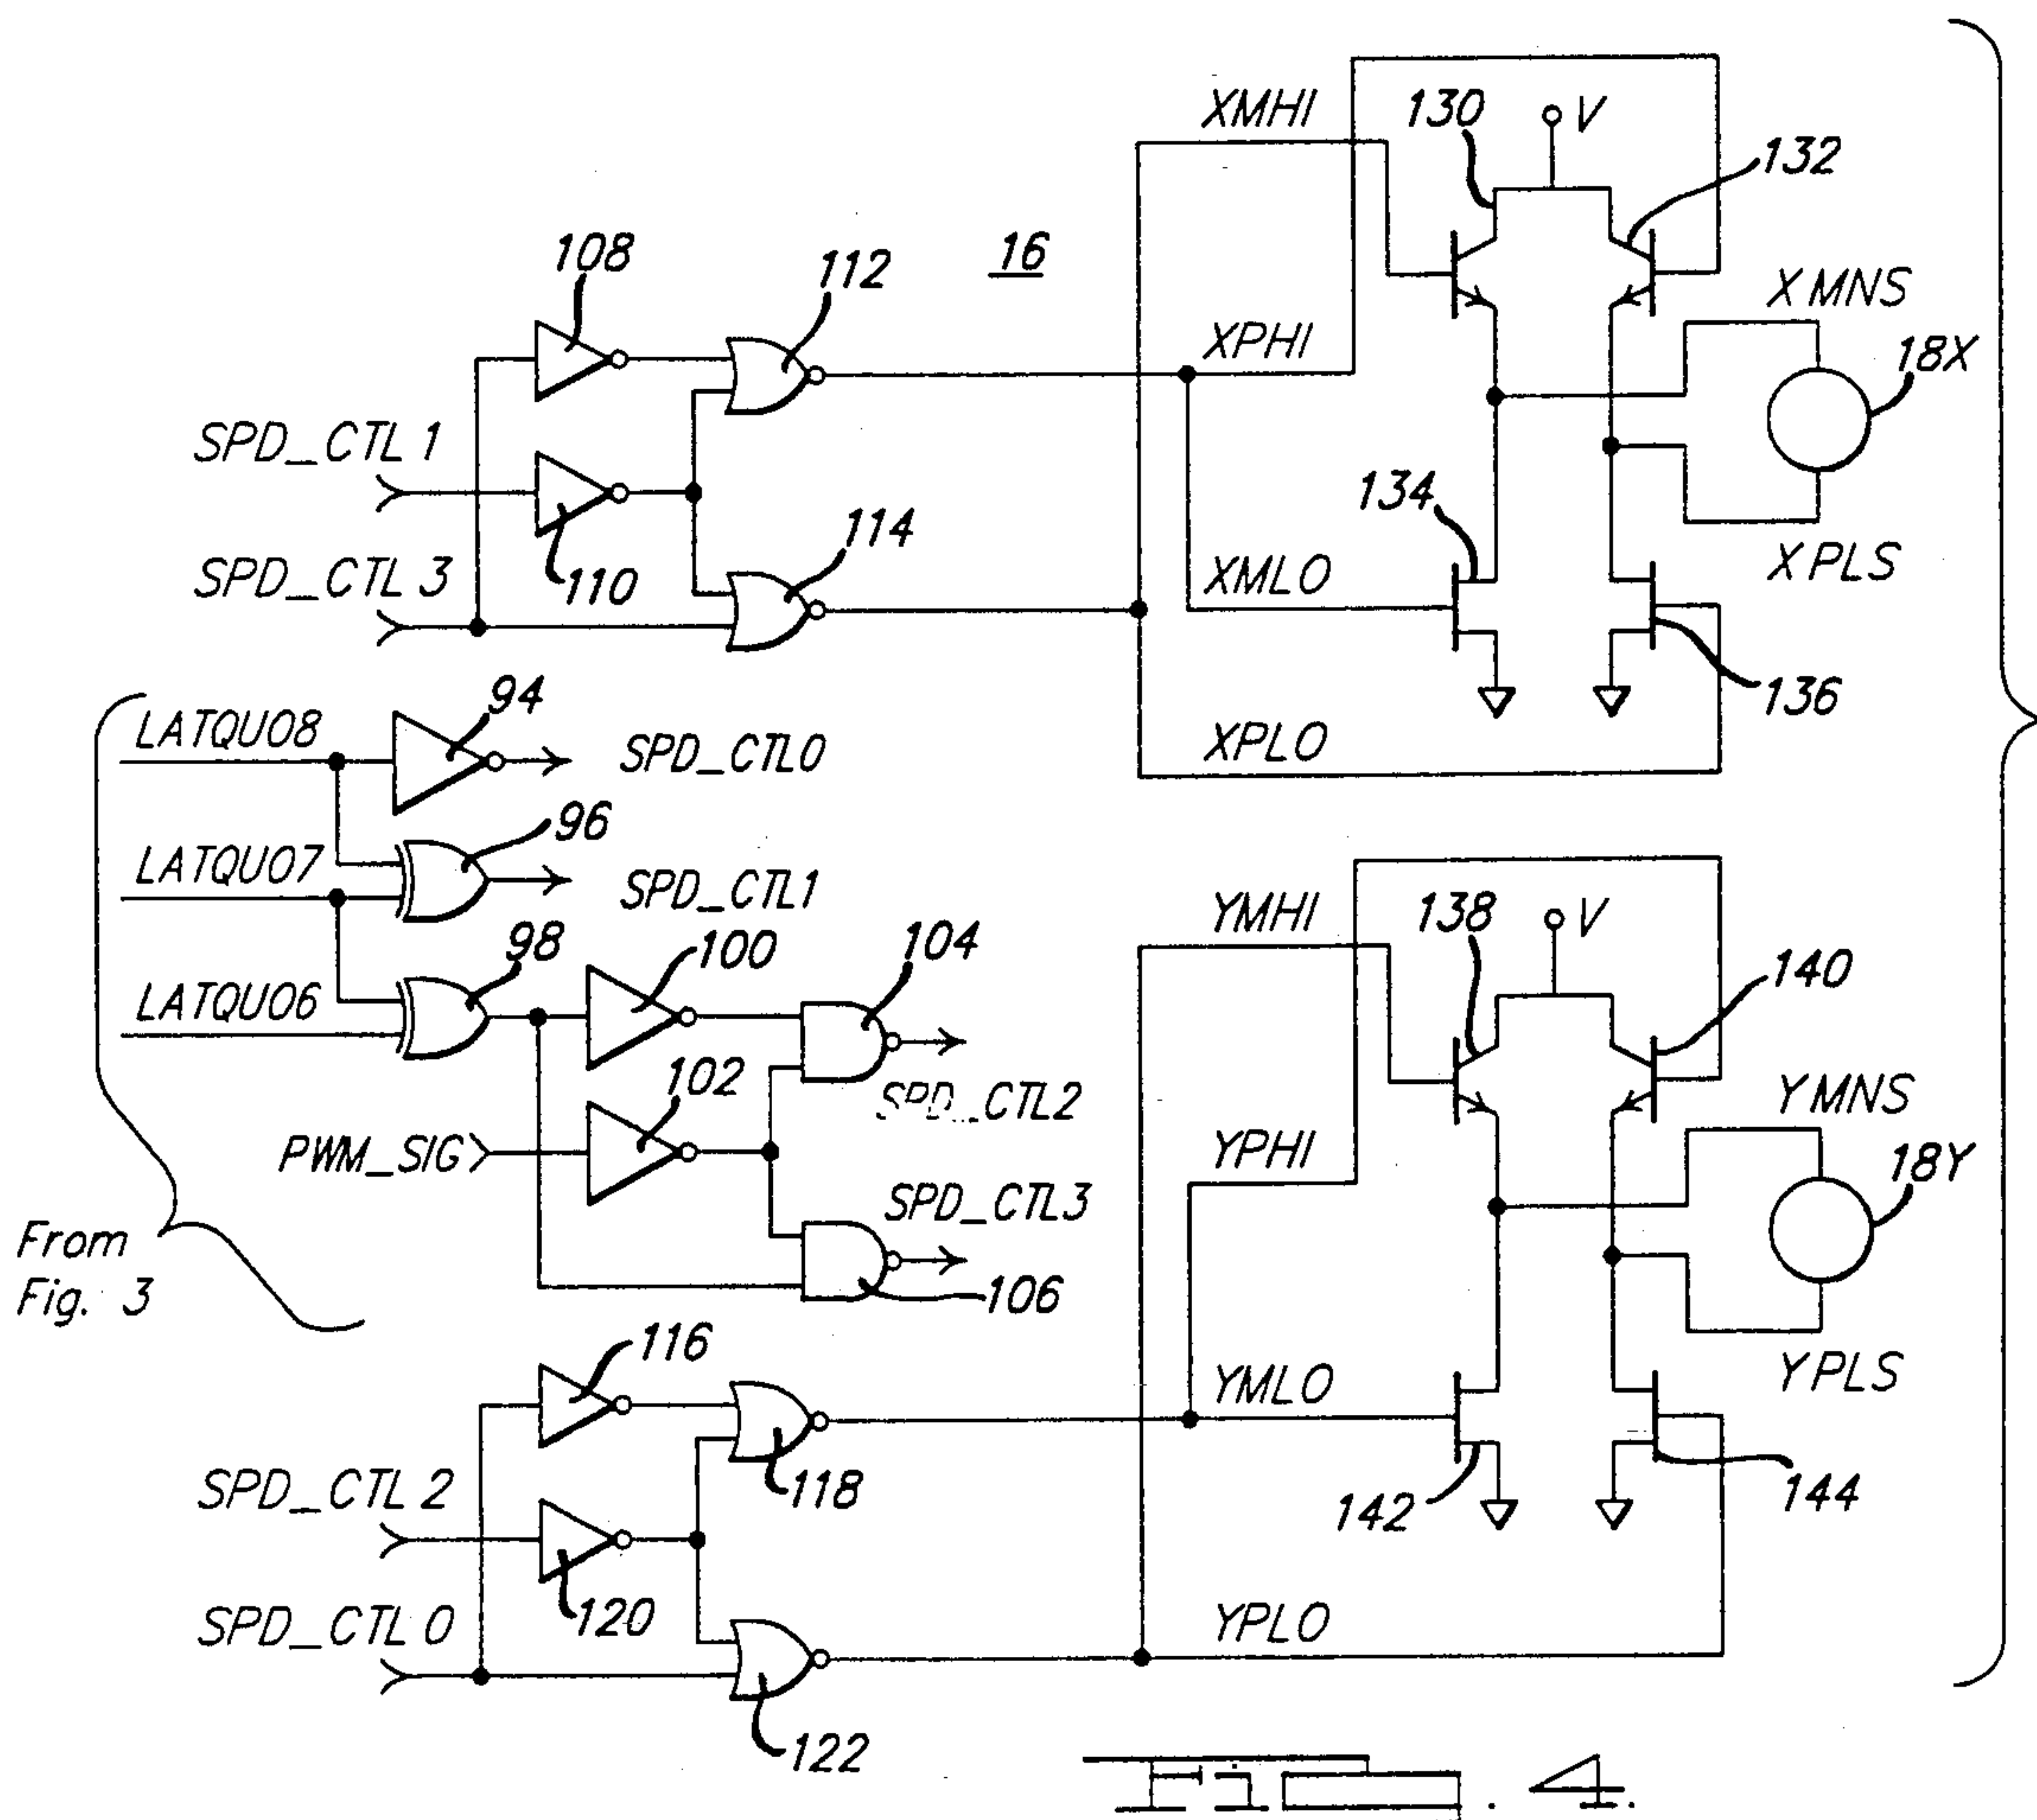 XMHI
130
V
132
108
112
16
XPHI
XMNS
18X
SPD_CTL 1
134
114
SPD_CTL 3
110
XMLO
XPLS
136
LATQU08
94
SPD_CTL0
XPLO
96
LATQU07
SPD_CTL1
98
100
104
YMHI
138
V
140
LATQU06
102
SPD_CTL2
YMNS
PWM_SIG
YPHI
18Y
SPD_CTL3
From
Fig. 3
106
116
YMLO
YPLS
SPD_CTL 2
118
142
144
SPD_CTL 0
120
YPLO
122
Fig. 4.